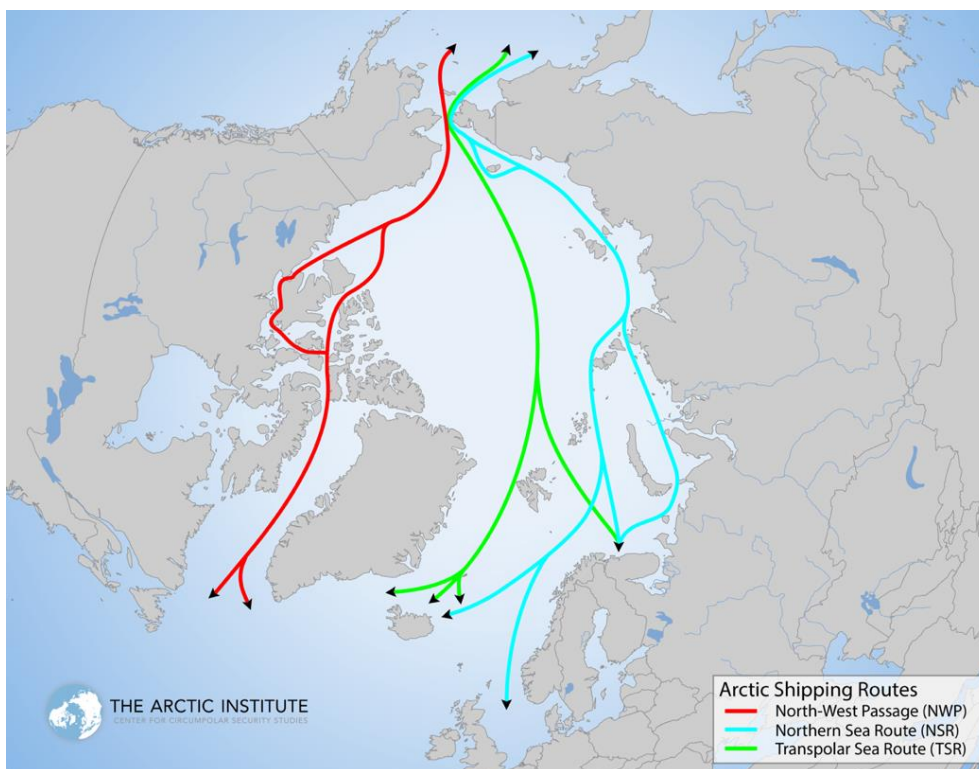 THE ARCTIC INSTITUTE
CENTER FOR CIRCUMPOLAR SECURITY STUDIES
Arctic Shipping Routes
North-West Passage (NWP)
Northern Sea Route (NSR)
Transpolar Sea Route (TSR)